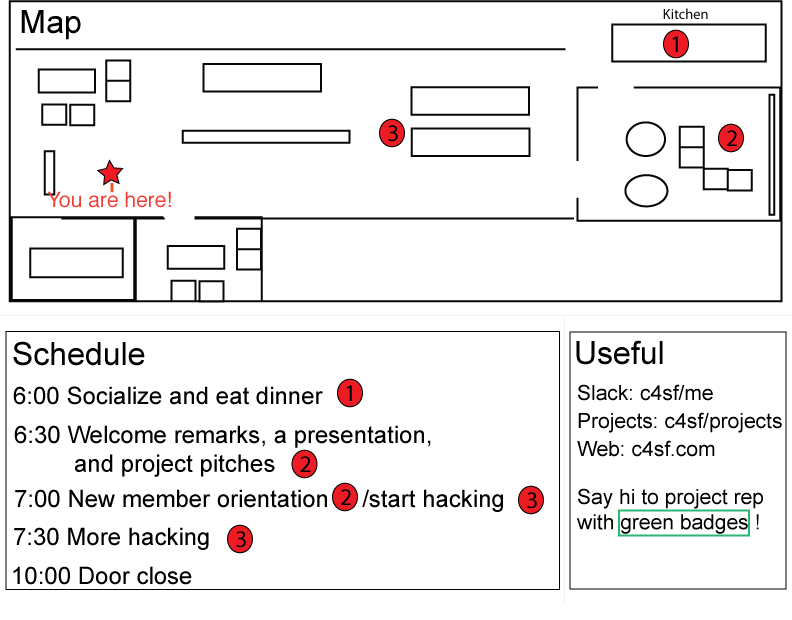 Map
Kitchen
1
2
3
You are here!
Schedule
6:00 Socialize and eat dinner 1
6:30 Welcome remarks, a presentation,
and project pitches 2
7:00 New member orientation 2 /start hacking 3
7:30 More hacking 3
10:00 Door close
Useful
Slack: c4sf/me
Projects: c4sf/projects
Web: c4sf.com
Say hi to project rep
with green badges !